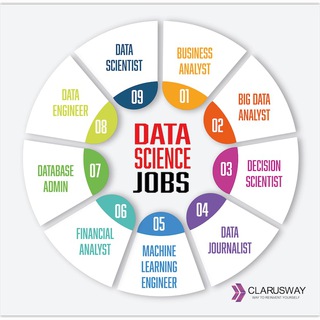 DATA
SCIENCE
JOBS
01
BUSINESS
ANALYST
02
BIG DATA
ANALYST
03
DECISION
SCIENTIST
04
DATA
JOURNALIST
05
MACHINE
LEARNING
ENGINEER
06
FINANCIAL
ANALYST
07
DATABASE
ADMIN
08
DATA
ENGINEER
09
DATA
SCIENTIST
CLARUSWAY
WAY TO REINVENT YOURSELF